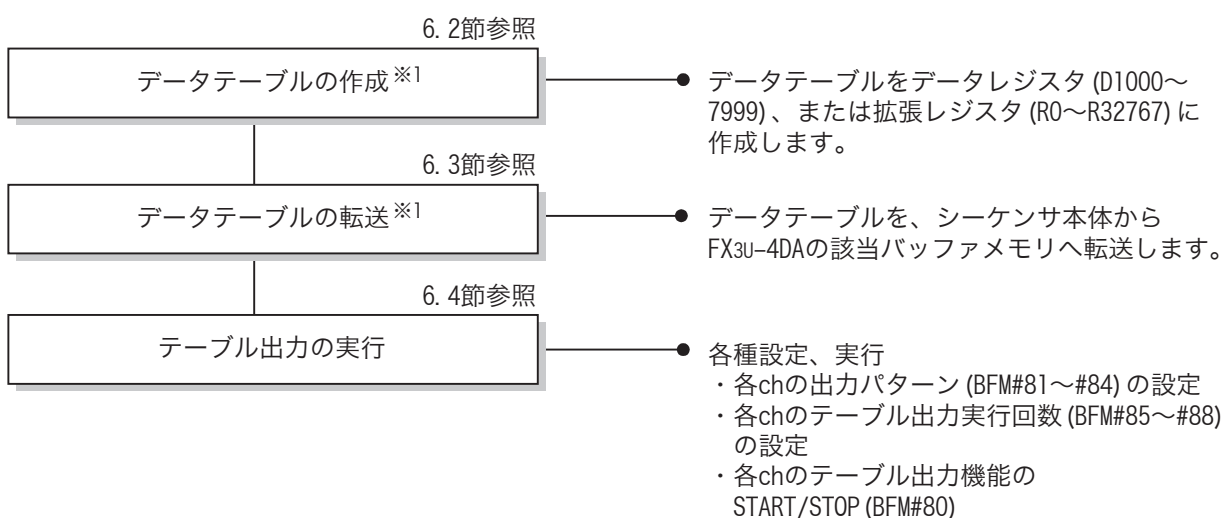 6.2節参照
データテーブルの作成※1
データテーブルをデータレジスタ(D1000～
7999)、または拡張レジスタ(R0～R32767)に
作成します。
6.3節参照
データテーブルの転送※1
データテーブルを、シーケンサ本体から
FX3U-4DAの該当バッファメモリへ転送します。
6.4節参照
テーブル出力の実行
各種設定、実行
・各chの出力パターン(BFM#81～#84)の設定
・各chのテーブル出力実行回数(BFM#85～#88)
の設定
・各chのテーブル出力機能の
START/STOP(BFM#80)